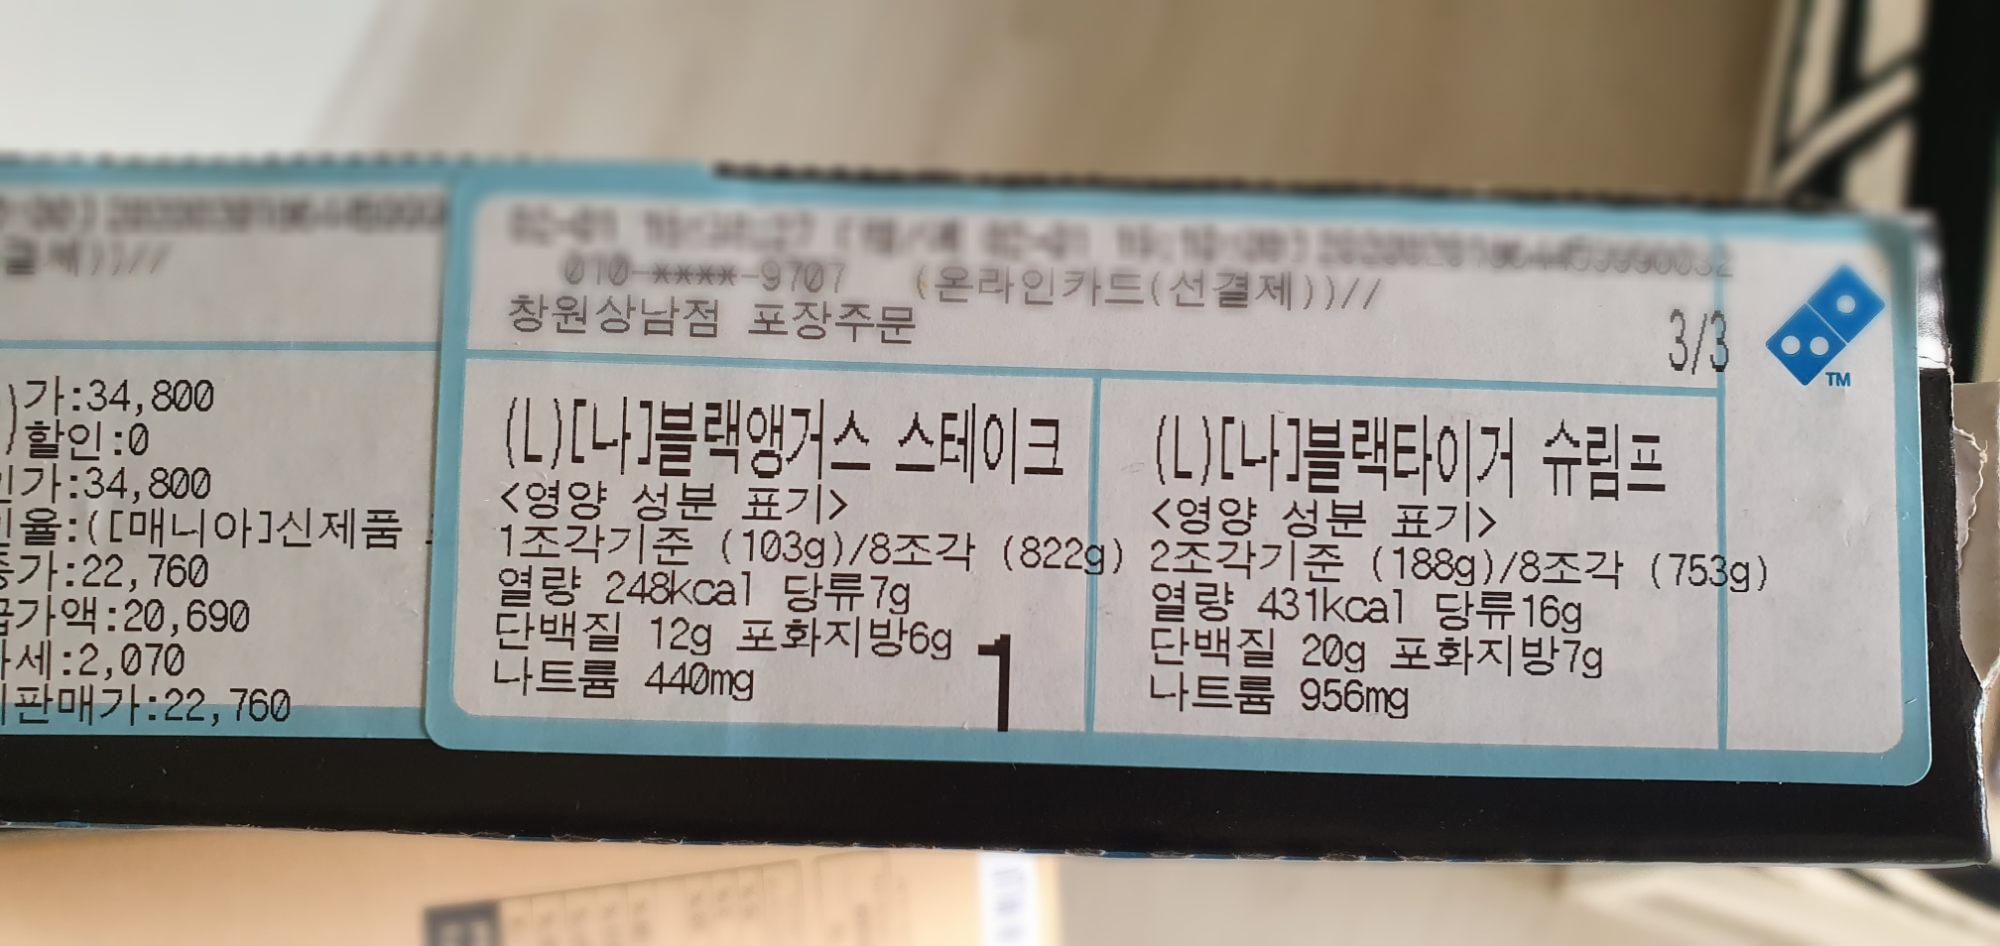 결제))//
가:34,800
할인:0
가:34,800
율:([매니아]신제품
가:22,760
가액:20,690
세:2,070
판매가:22,760
010-****-9707 (온라인카드(선결제))//
창원상남점 포장주문
3/3
(L)[나]블랙앵거스 스테이크
<영양 성분 표기>
1조각기준 (103g)/8조각 (822g)
열량 248kcal 당류7g
단백질 12g 포화지방6g
나트륨 440mg
1
(L)[나]블랙타이거 슈림프
<영양 성분 표기>
2조각기준 (188g)/8조각 (753g)
열량 431kcal 당류16g
단백질 20g 포화지방7g
나트륨 956mg
TM